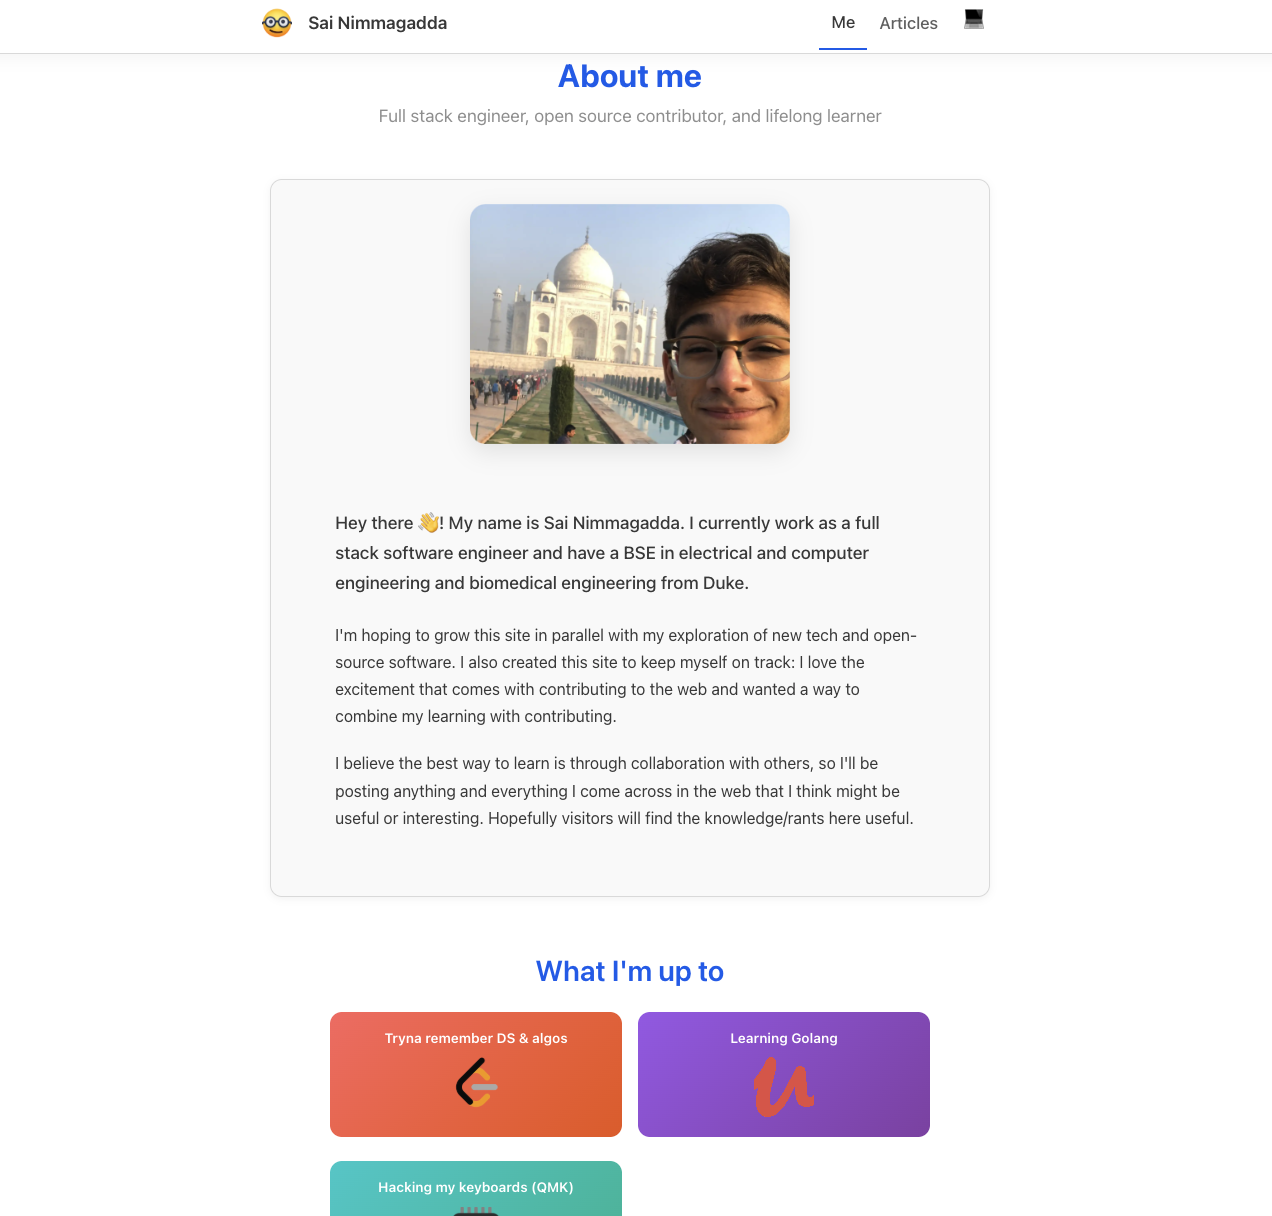 Sai Nimmagadda
Me
Articles
About me
Full stack engineer, open source contributor, and lifelong learner
Hey there 👋! My name is Sai Nimmagadda. I currently work as a full
stack software engineer and have a BSE in electrical and computer
engineering and biomedical engineering from Duke.
I'm hoping to grow this site in parallel with my exploration of new tech and open-
source software. I also created this site to keep myself on track: I love the
excitement that comes with contributing to the web and wanted a way to
combine my learning with contributing.
I believe the best way to learn is through collaboration with others, so I'll be
posting anything and everything I come across in the web that I think might be
useful or interesting. Hopefully visitors will find the knowledge/rants here useful.
What I'm up to
Tryna remember DS & algos
Learning Golang
Hacking my keyboards (QMK)